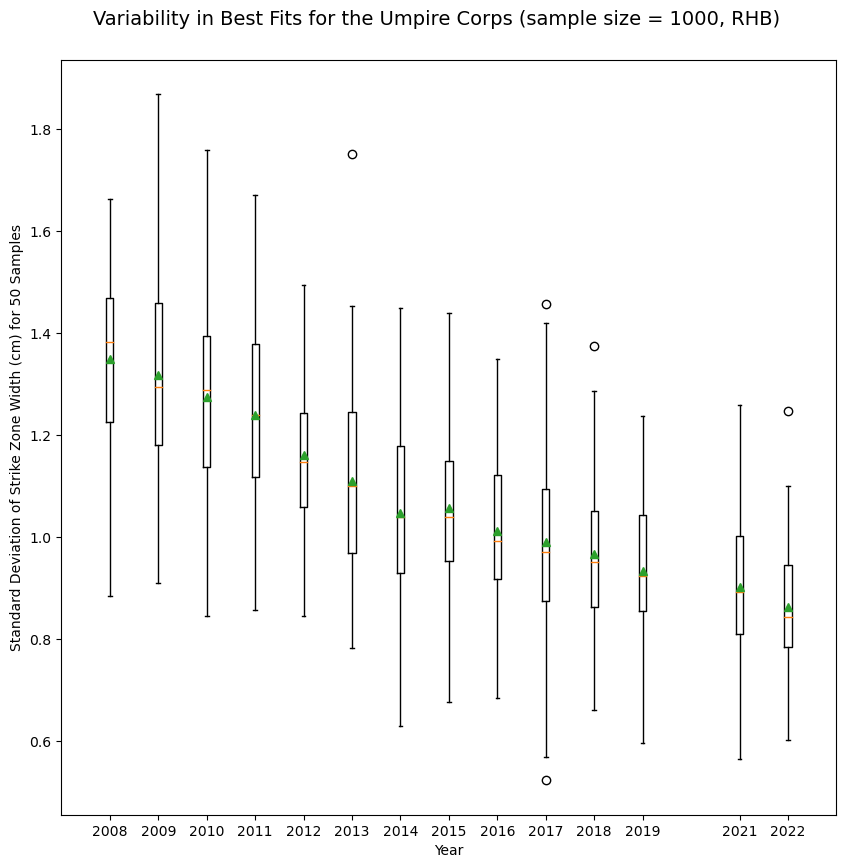 Variability in Best Fits for the Umpire Corps (sample size = 1000, RHB)
Standard Deviation of Strike Zone Width (cm) for 50 Samples
1.8
1.6
1.4
1.2
1.0
0.8
0.6
2008 2009 2010 2011 2012 2013 2014 2015 2016 2017 2018 2019 2021 2022
Year